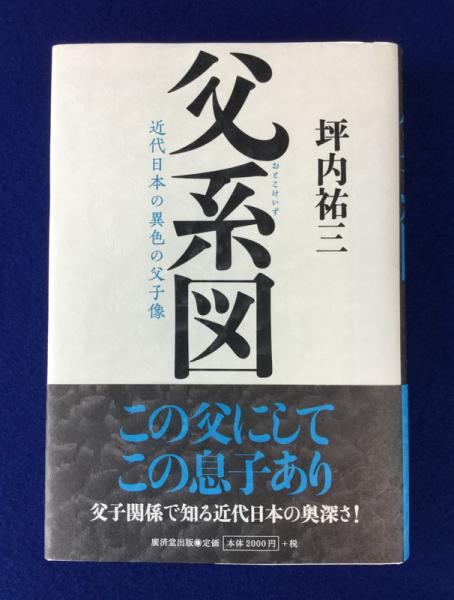 坪内祐三
父系図
おとこけいず
近代日本の異色の父子像
この父にして
この息子あり
父子関係で知る近代日本の奥深さ!
廣済堂出版◉定価 本体2000円 +税